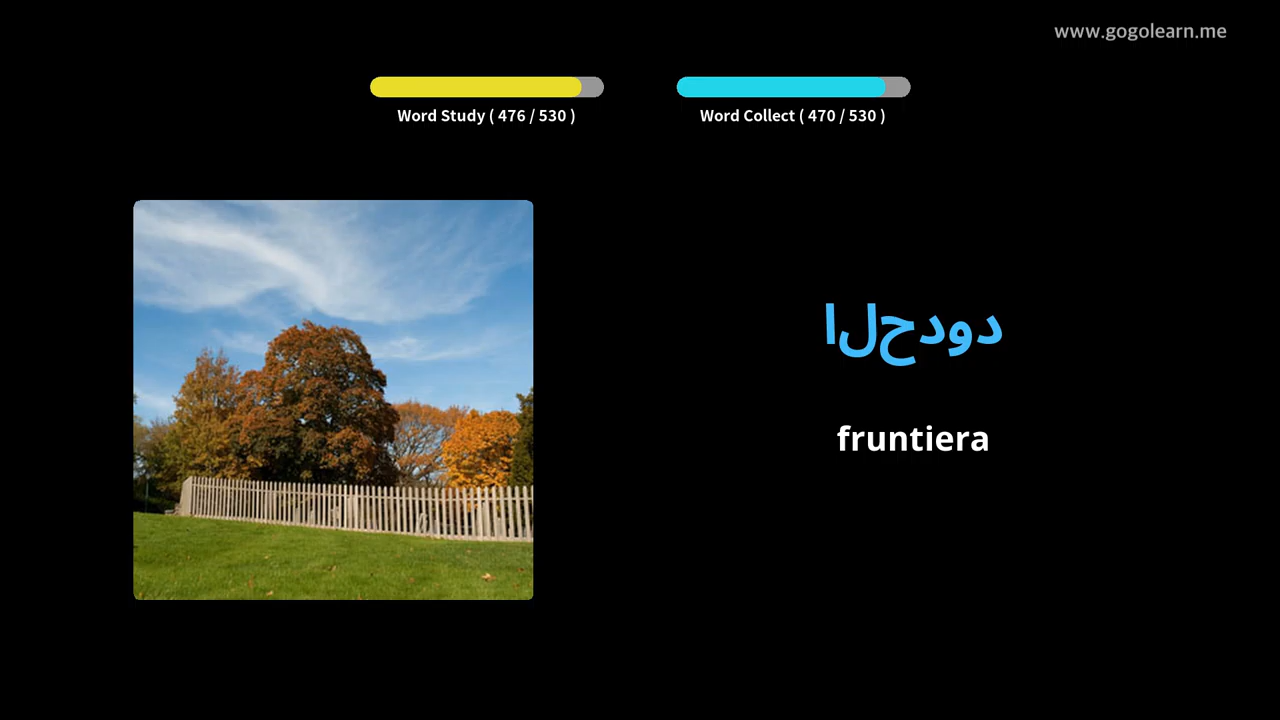 www.gogolearn.me
Word Study ( 476 / 530 )
Word Collect ( 470 / 530 )
الحدود
fruntiera